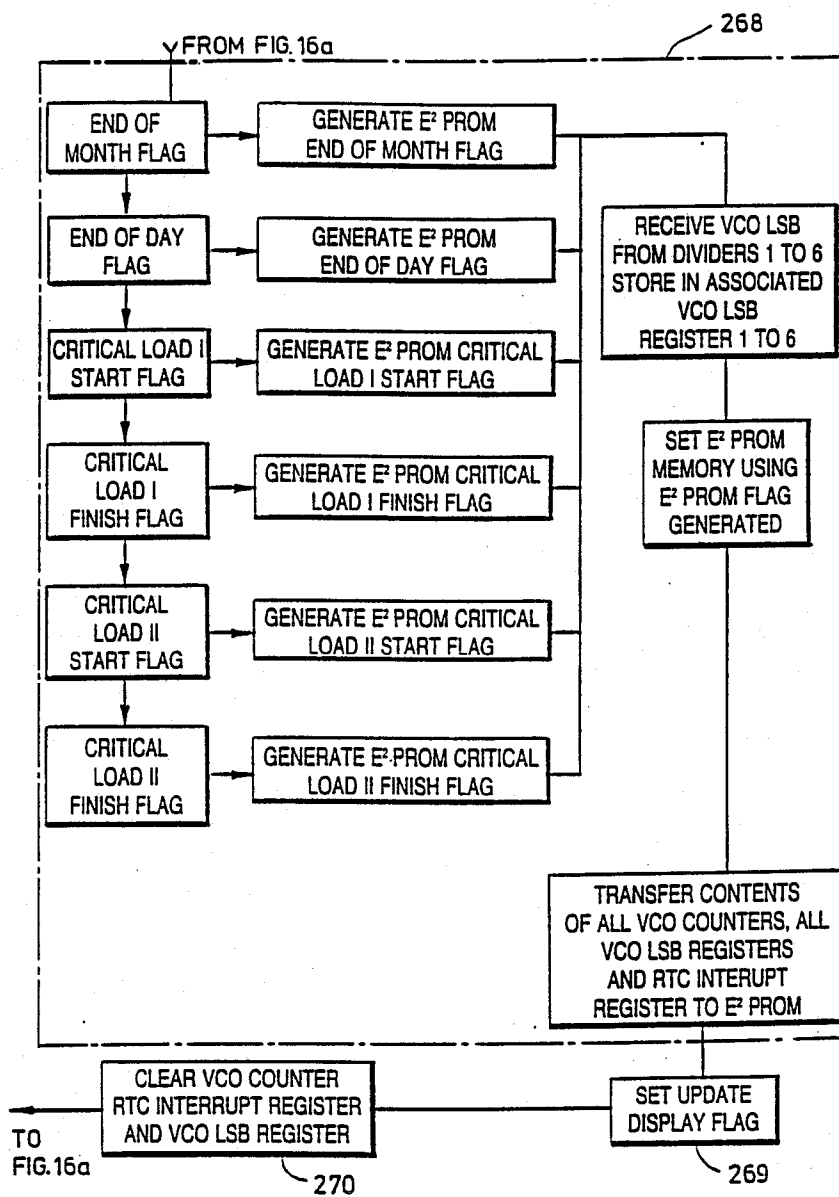 FROM FIG.16a
268
END OF
MONTH FLAG
GENERATE E² PROM
END OF MONTH FLAG
END OF DAY
FLAG
GENERATE E² PROM
END OF DAY FLAG
RECEIVE VCO LSB
FROM DIVIDERS 1 TO 6
STORE IN ASSOCIATED
VCO LSB
REGISTER 1 TO 6
CRITICAL LOAD I
START FLAG
GENERATE E² PROM CRITICAL
LOAD I START FLAG
CRITICAL
LOAD I
FINISH FLAG
GENERATE E² PROM CRITICAL
LOAD I FINISH FLAG
SET E² PROM
MEMORY USING
E² PROM FLAG
GENERATED
CRITICAL
LOAD II
START FLAG
GENERATE E² PROM CRITICAL
LOAD II START FLAG
CRITICAL
LOAD II
FINISH FLAG
GENERATE E² PROM CRITICAL
LOAD II FINISH FLAG
TRANSFER CONTENTS
OF ALL VCO COUNTERS, ALL
VCO LSB REGISTERS
AND RTC INTERUPT
REGISTER TO E² PROM
SET UPDATE
DISPLAY FLAG
269
CLEAR VCO COUNTER
RTC INTERRUPT REGISTER
AND VCO LSB REGISTER
270
TO
FIG.16a